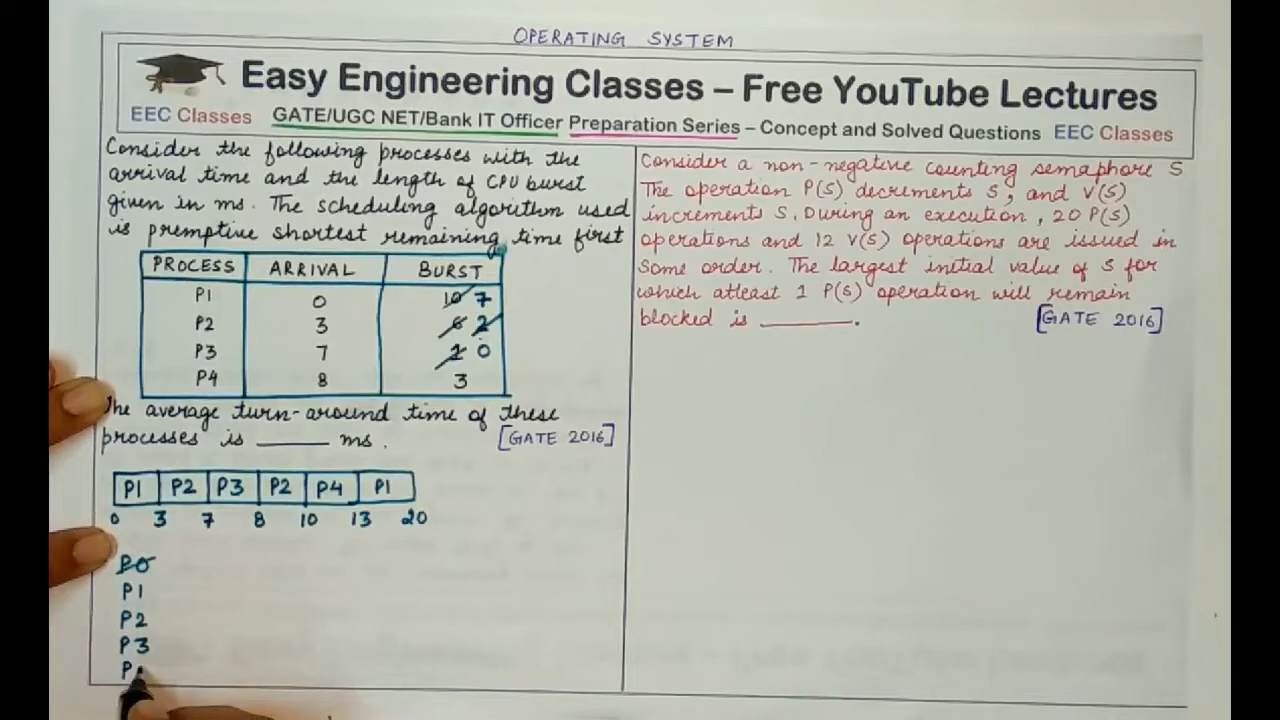 OPERATING SYSTEM
Easy Engineering Classes – Free YouTube Lectures
EEC Classes GATE/UGC NET/Bank IT Officer Preparation Series – Concept and Solved Questions EEC Classes
Consider the following processes with the
arrival time and the length of CPU burst
given in ms. The scheduling algorithm used
is premptive shortest remaining time first
PROCESS ARRIVAL BURST
P1 0 10 7
P2 3 6 2
P3 7 1 0
P4 8 3
The average turn-around time of these
processes is ______ ms.
[GATE 2016]
P1 P2 P3 P2 P4 P1
0 3 7 8 10 13 20
P0
P1
P2
P3
P
Consider a non-negative counting semaphore S
The operation P(S) decrements S, and V(S)
increments S. During an execution, 20 P(S)
operations and 12 V(S) operations are issued in
some order. The largest initial value of S for
which atleast 1 P(S) operation will remain
blocked is ________.
[GATE 2016]